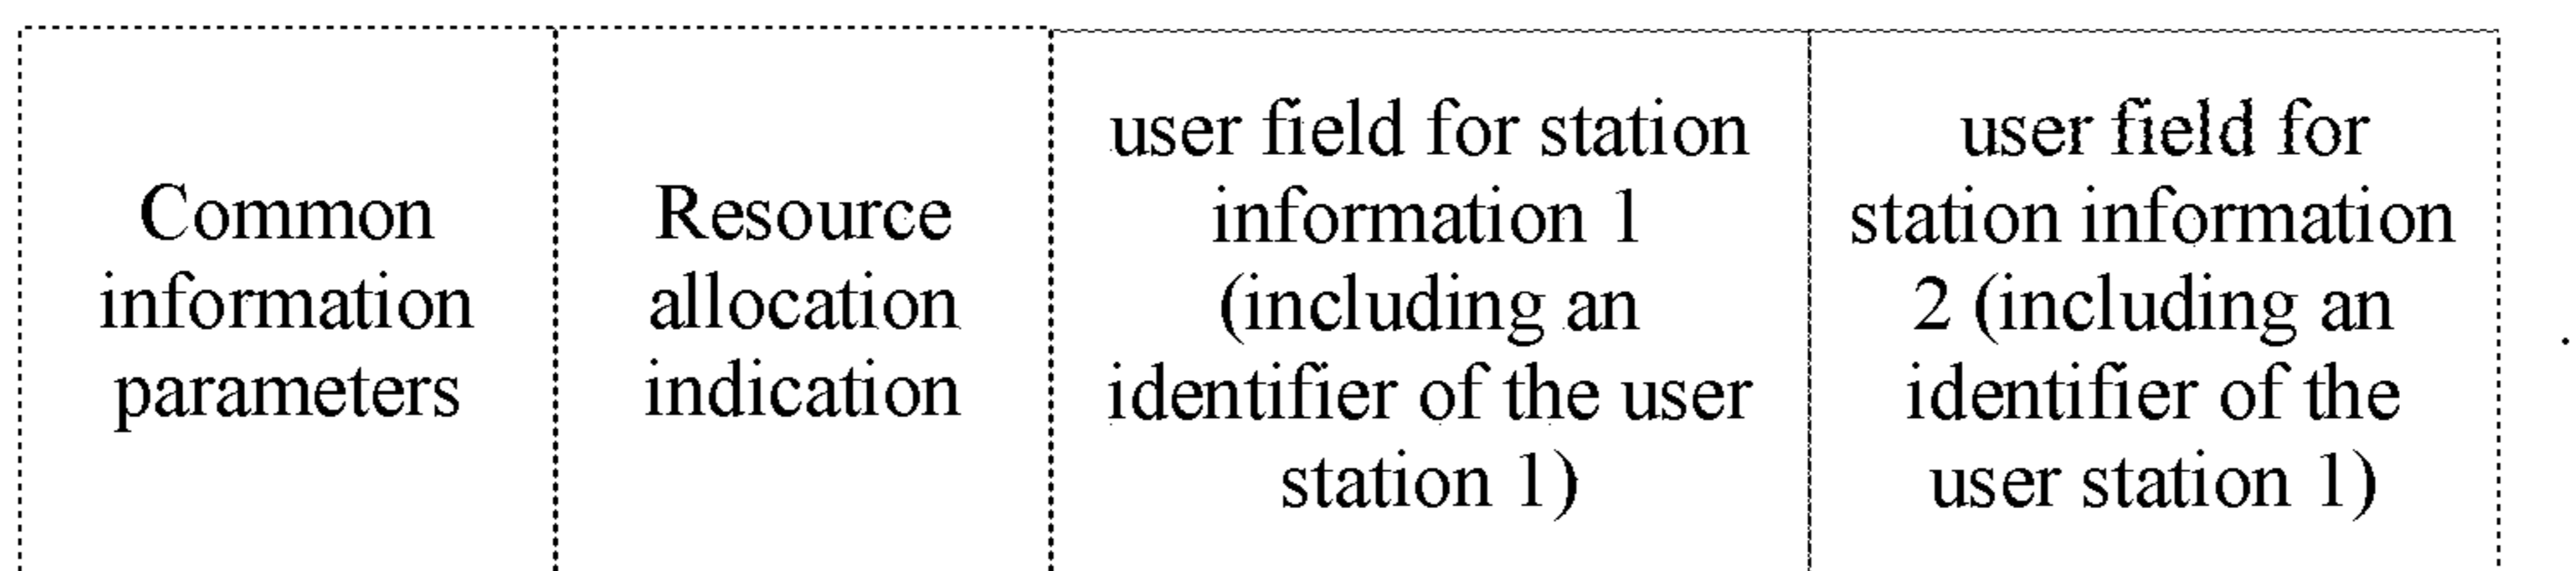 Common
information
parameters
Resource
allocation
indication
user field for station
information 1
(including an
identifier of the user
station 1)
user field for
station information
2 (including an
identifier of the
user station 1)
.